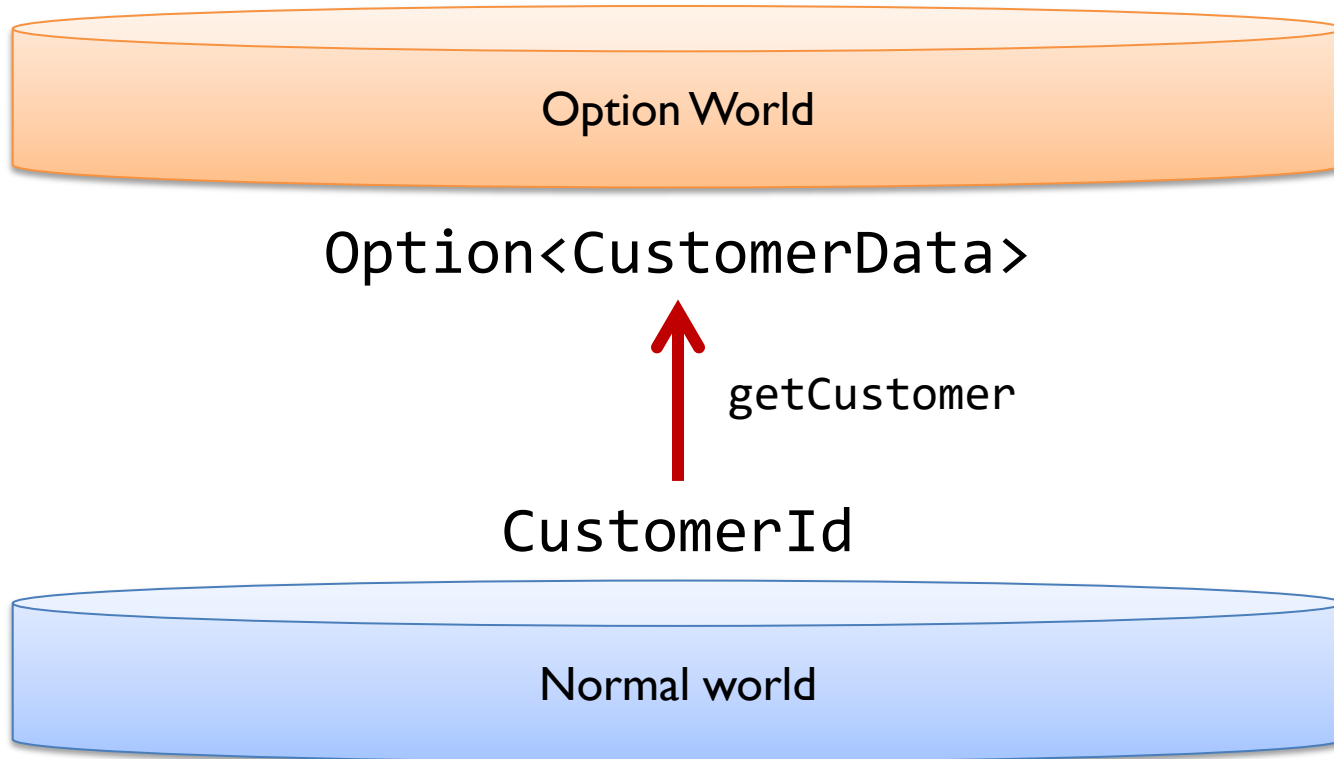 Option World
Option<CustomerData>
getCustomer
CustomerId
Normal world